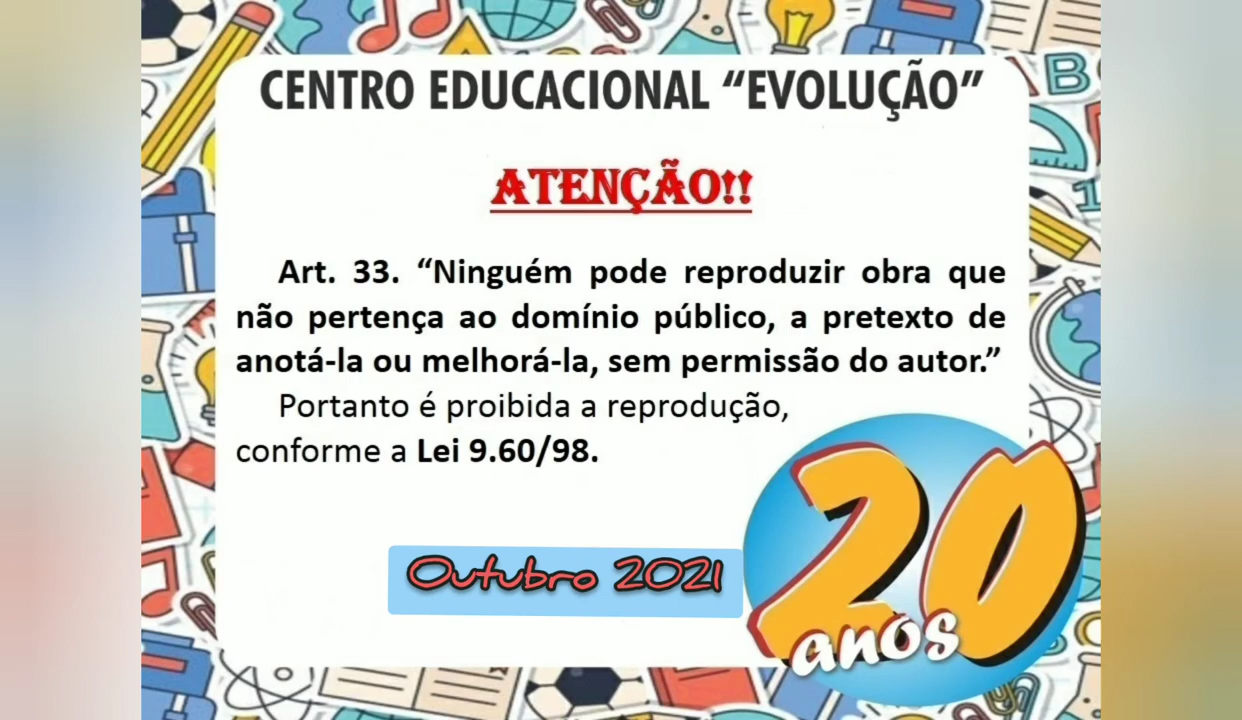 CENTRO EDUCACIONAL “EVOLUÇÃO”
ATENÇÃO!!
Art. 33. “Ninguém pode reproduzir obra que
não pertença ao domínio público, a pretexto de
anotá-la ou melhorá-la, sem permissão do autor.”
Portanto é proibida a reprodução,
conforme a Lei 9.60/98.
Outubro 2021
20
anos